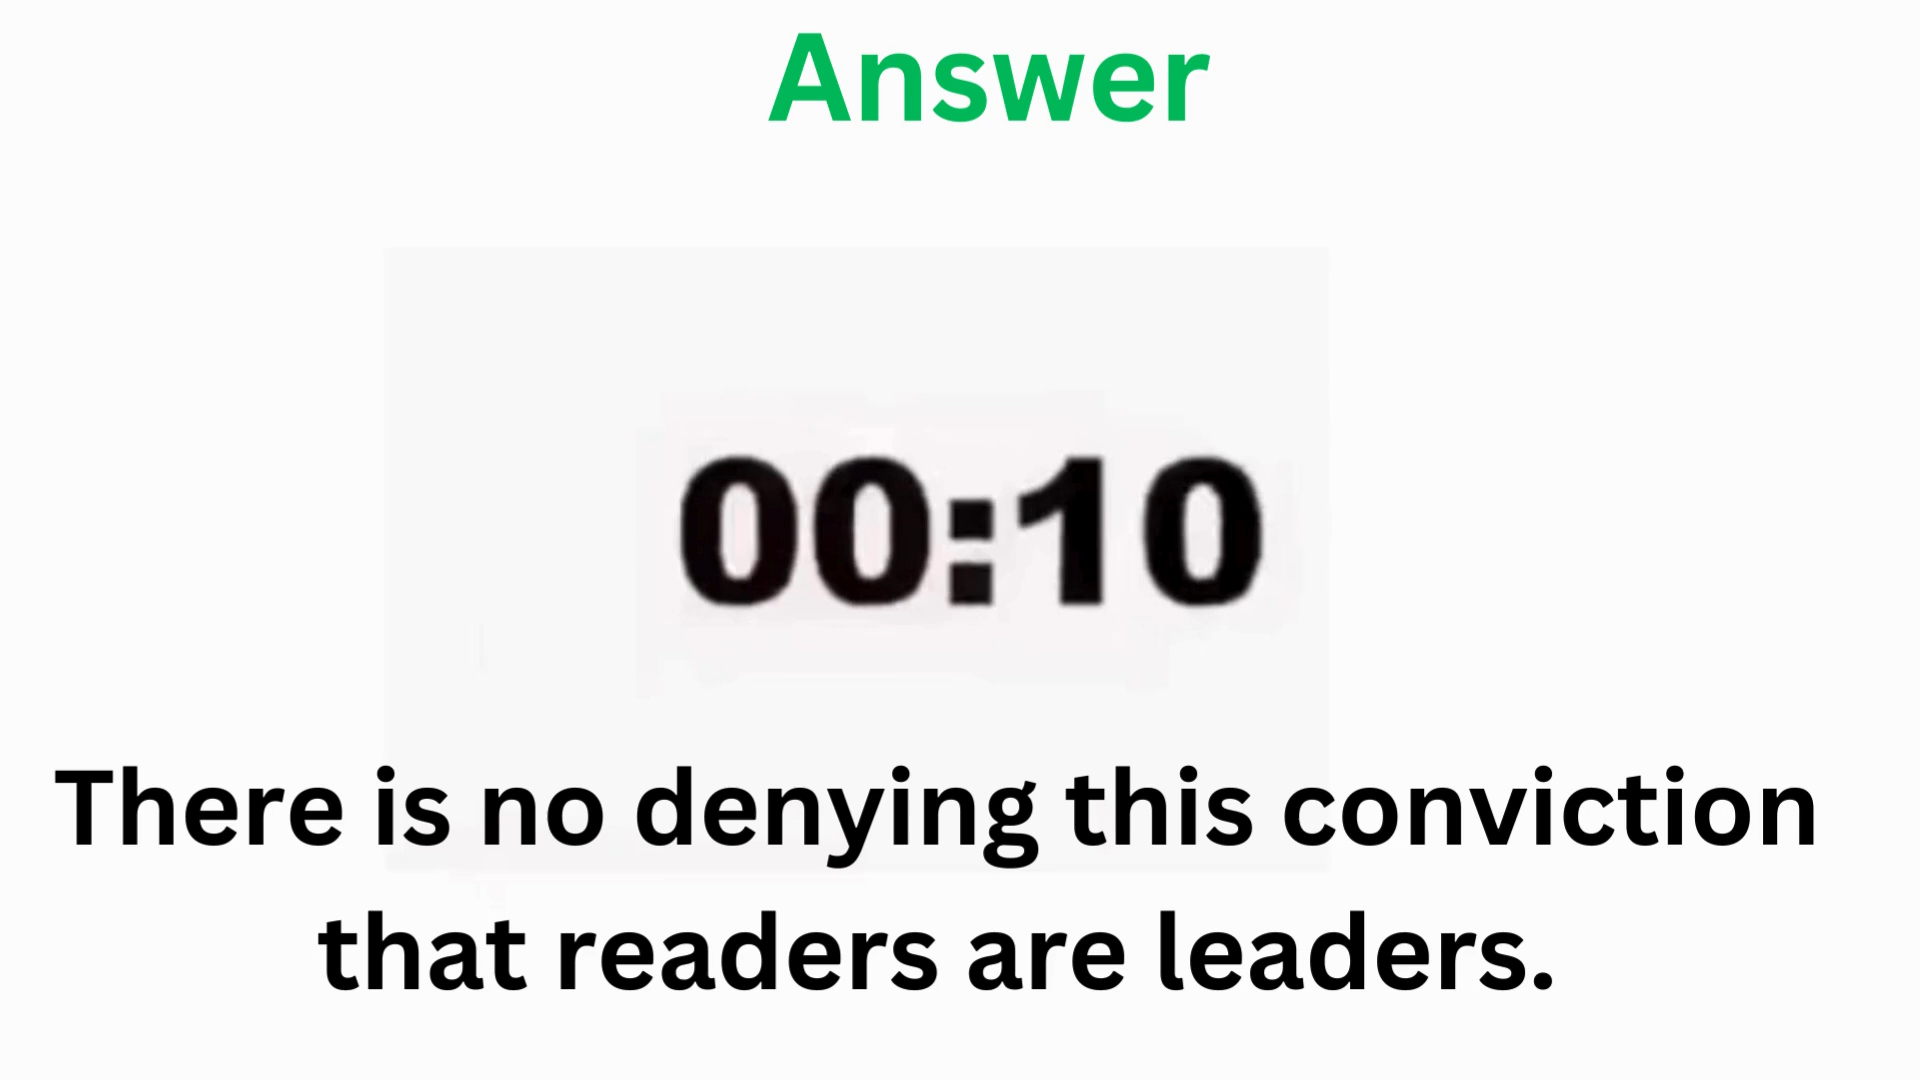 Answer
00:10
There is no denying this conviction
that readers are leaders.